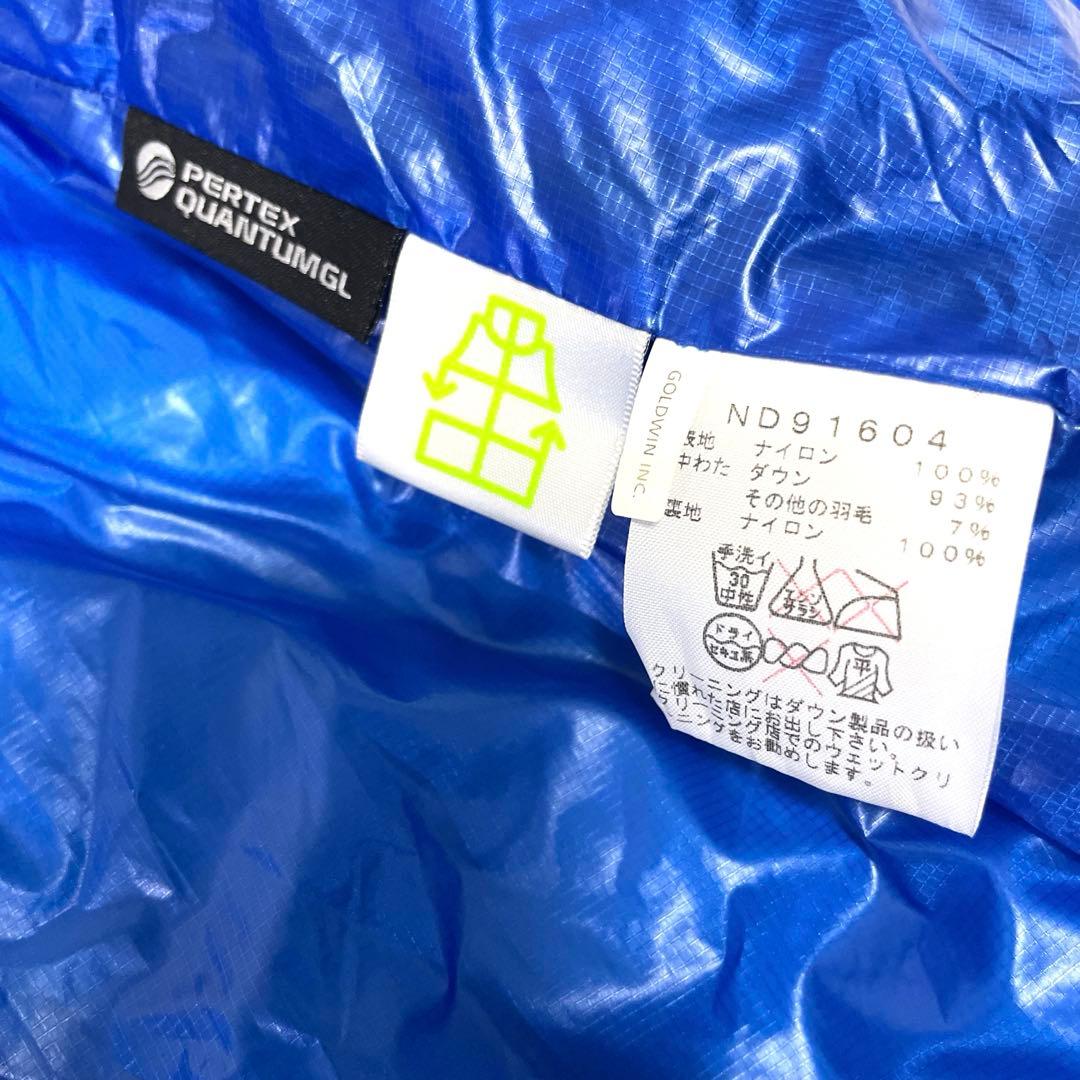 PERTEX
QUANTUMGL
GOLDWIN INC
ND91604
表地 ナイロン 100%
中わた ダウン 93%
その他の羽毛 7%
裏地 ナイロン 100%
手洗イ
30
中性
エンソ
サラシ
ドライ
セキユ系
平
クリーニングはダウン製品の扱い
に慣れた店にお出し下さい。
クリーニング店でのウェットクリ
ーニングをお勧めします。